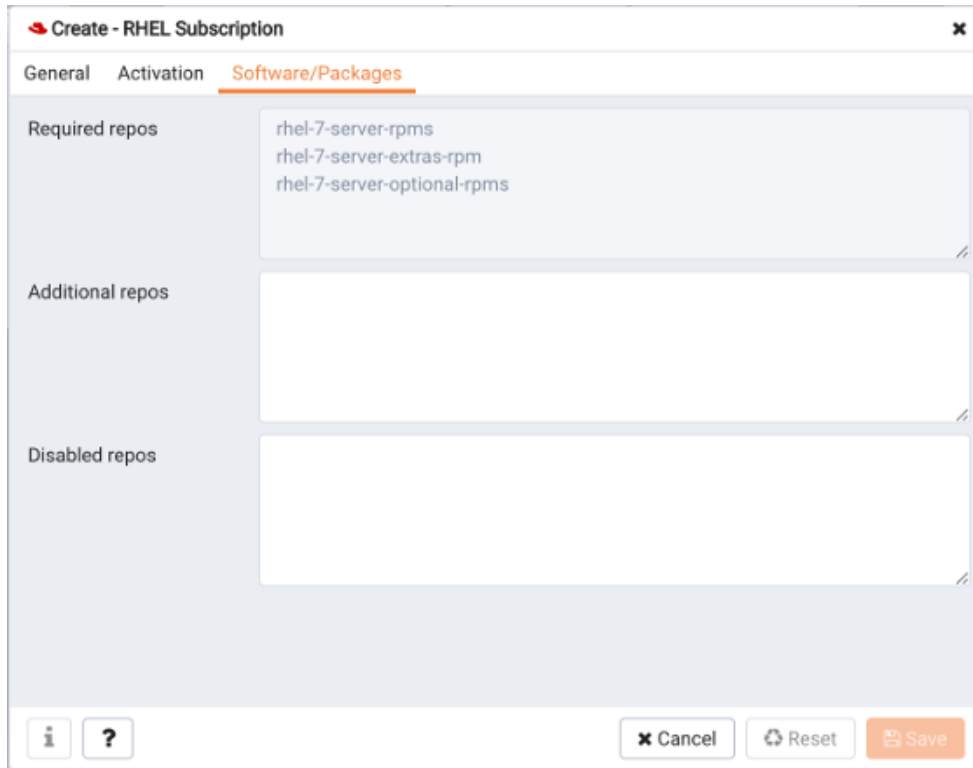 Create - RHEL Subscription
General Activation Software/Packages
Required repos
rhel-7-server-rpms
rhel-7-server-extras-rpm
rhel-7-server-optional-rpms
Additional repos
Disabled repos
i ? Cancel Reset Save